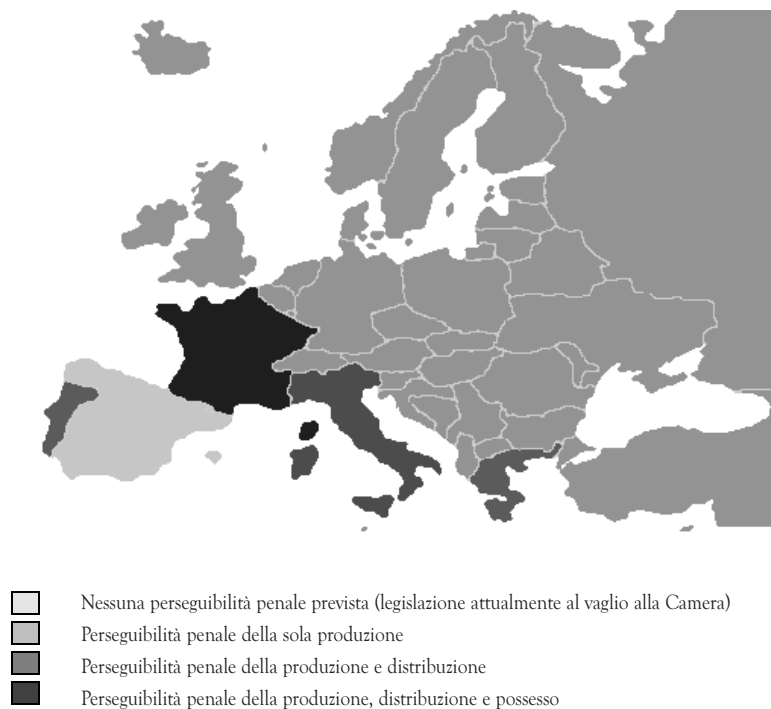 Nessuna perseguibilità penale prevista (legislazione attualmente al vaglio alla Camera)
Perseguibilità penale della sola produzione
Perseguibilità penale della produzione e distribuzione
Perseguibilità penale della produzione, distribuzione e possesso